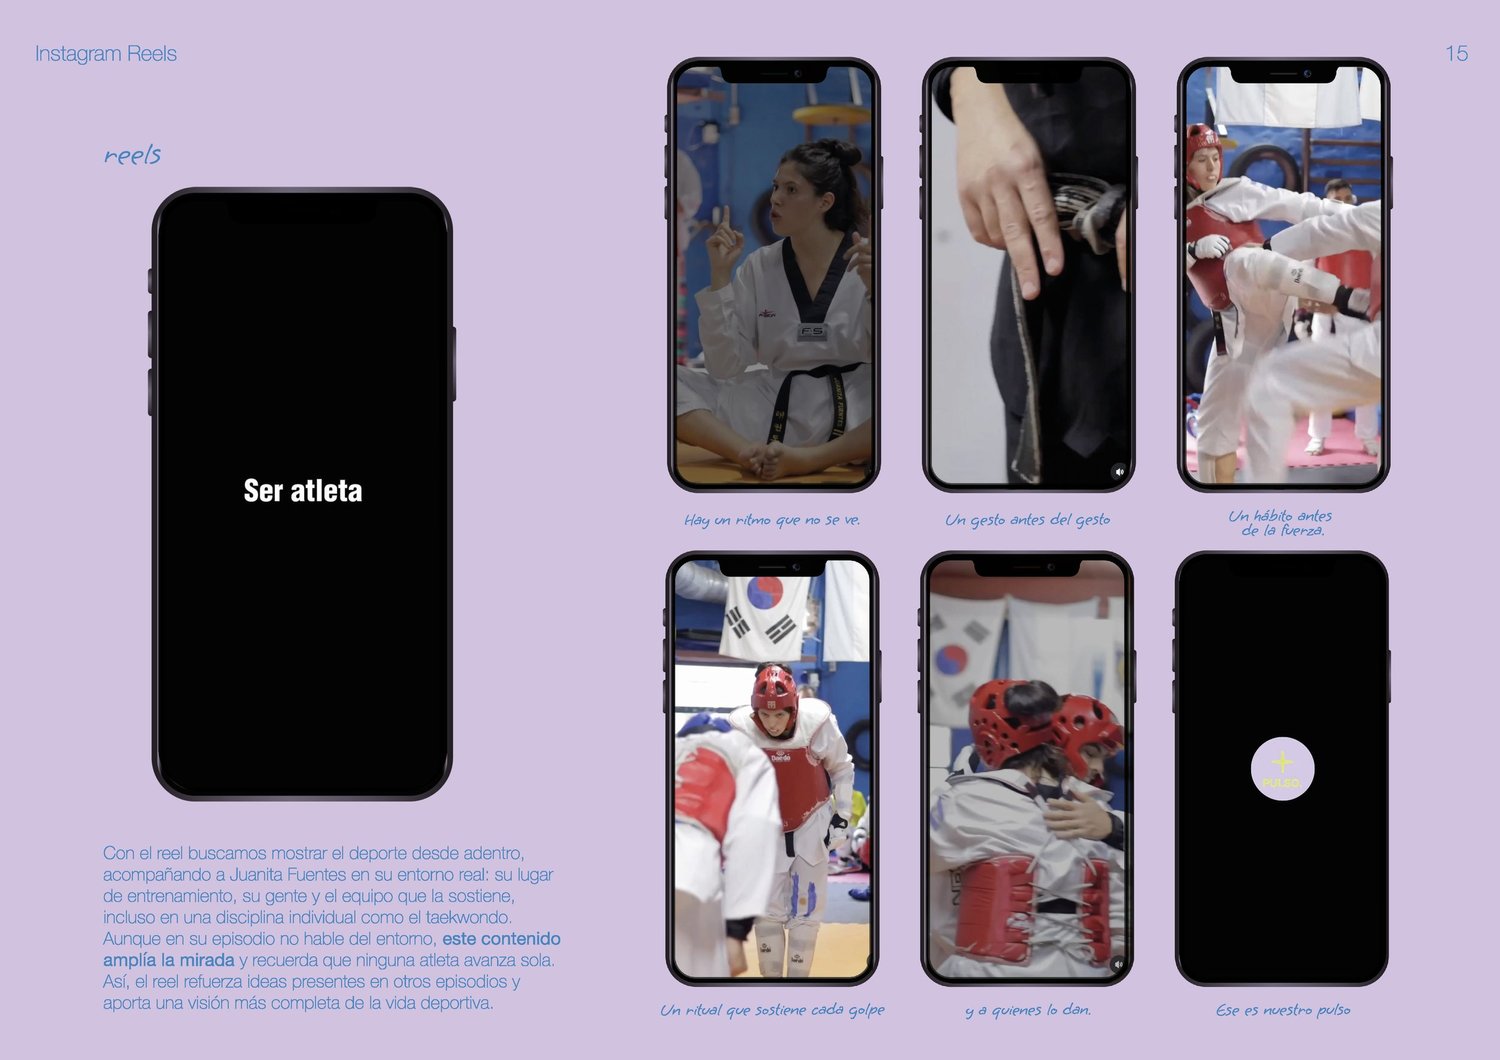 Instagram Reels
15
reels
Ser atleta
Con el reel buscamos mostrar el deporte desde adentro,
acompañando a Juanita Fuentes en su entorno real: su lugar
de entrenamiento, su gente y el equipo que la sostiene,
incluso en una disciplina individual como el taekwondo.
Aunque en su episodio no hable del entorno, este contenido
amplía la mirada y recuerda que ninguna atleta avanza sola.
Así, el reel refuerza ideas presentes en otros episodios y
aporta una visión más completa de la vida deportiva.
JUANITA FUENTES
Hay un ritmo que no se ve.
Un gesto antes del gesto
Daedo
Un hábito antes
de la fuerza.
Daedo
Un ritual que sostiene cada golpe
y a quienes lo dan.
PULSO.
Ese es nuestro pulso